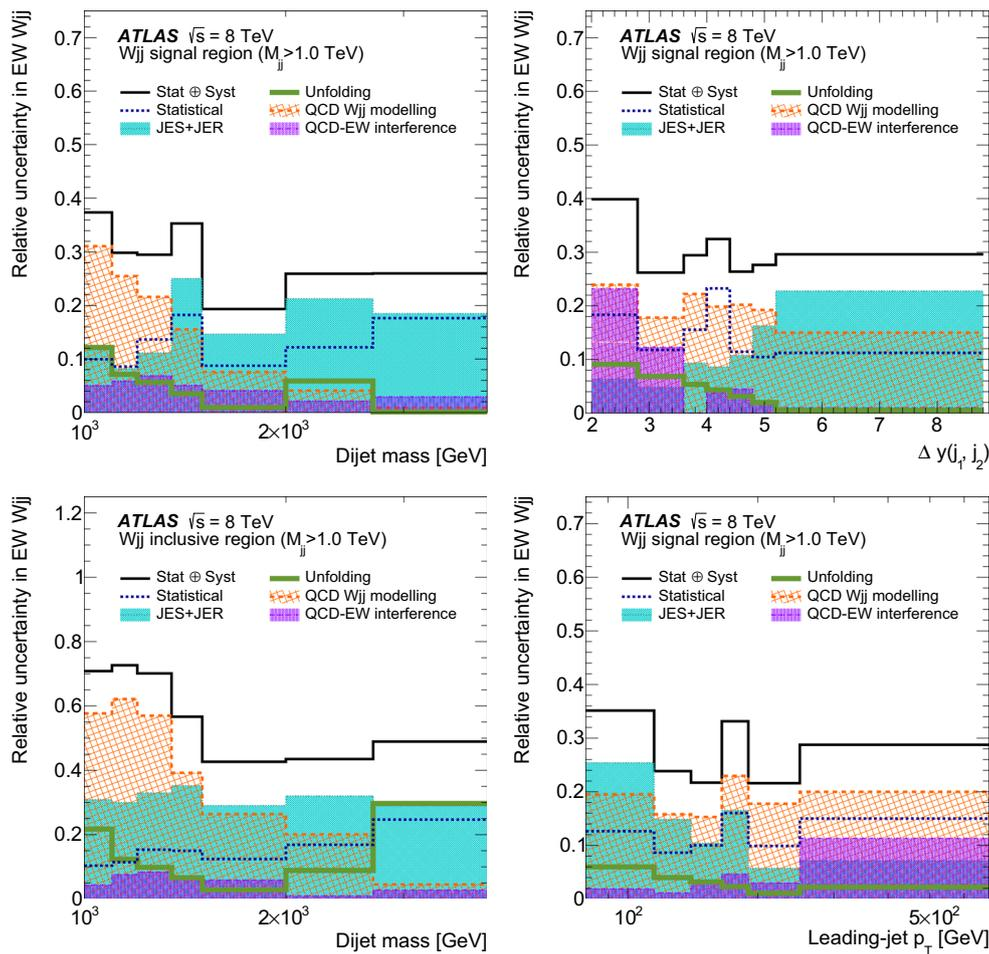 Relative uncertainty in EW Wjj
0.7
0.6
0.5
0.4
0.3
0.2
0.1
0
ATLAS √s = 8 TeV
Wjj signal region (Mjj>1.0 TeV)
Stat ⊕ Syst
Statistical
JES+JER
Unfolding
QCD Wjj modelling
QCD-EW interference
10³ 2×10³
Dijet mass [GeV]
Relative uncertainty in EW Wjj
0.7
0.6
0.5
0.4
0.3
0.2
0.1
0
ATLAS √s = 8 TeV
Wjj signal region (Mjj>1.0 TeV)
Stat ⊕ Syst
Statistical
JES+JER
Unfolding
QCD Wjj modelling
QCD-EW interference
2 3 4 5 6 7 8
Δ y(j₁, j₂)
Relative uncertainty in EW Wjj
1.2
1
0.8
0.6
0.4
0.2
0
ATLAS √s = 8 TeV
Wjj inclusive region (Mjj>1.0 TeV)
Stat ⊕ Syst
Statistical
JES+JER
Unfolding
QCD Wjj modelling
QCD-EW interference
10³ 2×10³
Dijet mass [GeV]
Relative uncertainty in EW Wjj
0.7
0.6
0.5
0.4
0.3
0.2
0.1
0
ATLAS √s = 8 TeV
Wjj signal region (Mjj>1.0 TeV)
Stat ⊕ Syst
Statistical
JES+JER
Unfolding
QCD Wjj modelling
QCD-EW interference
10² 5×10²
Leading-jet pT [GeV]